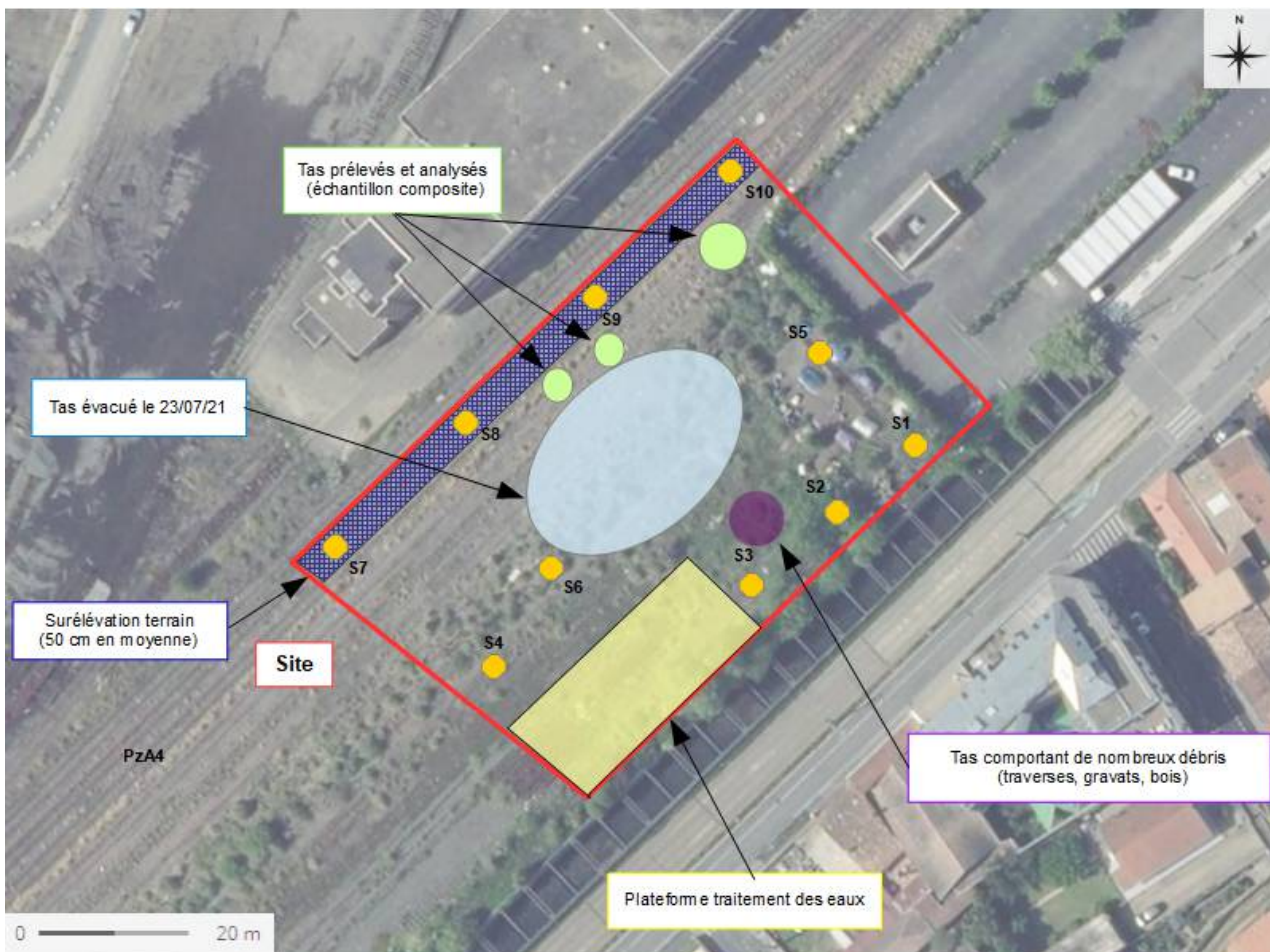 N
Tas prélevés et analysés
(échantillon composite)
S10
S9
S5
Tas évacué le 23/07/21
S8
S1
S2
S7
S3
S6
Surélévation terrain
(50 cm en moyenne)
Site
S4
PzA4
Tas comportant de nombreux débris
(traverses, gravats, bois)
Plateforme traitement des eaux
0 20 m